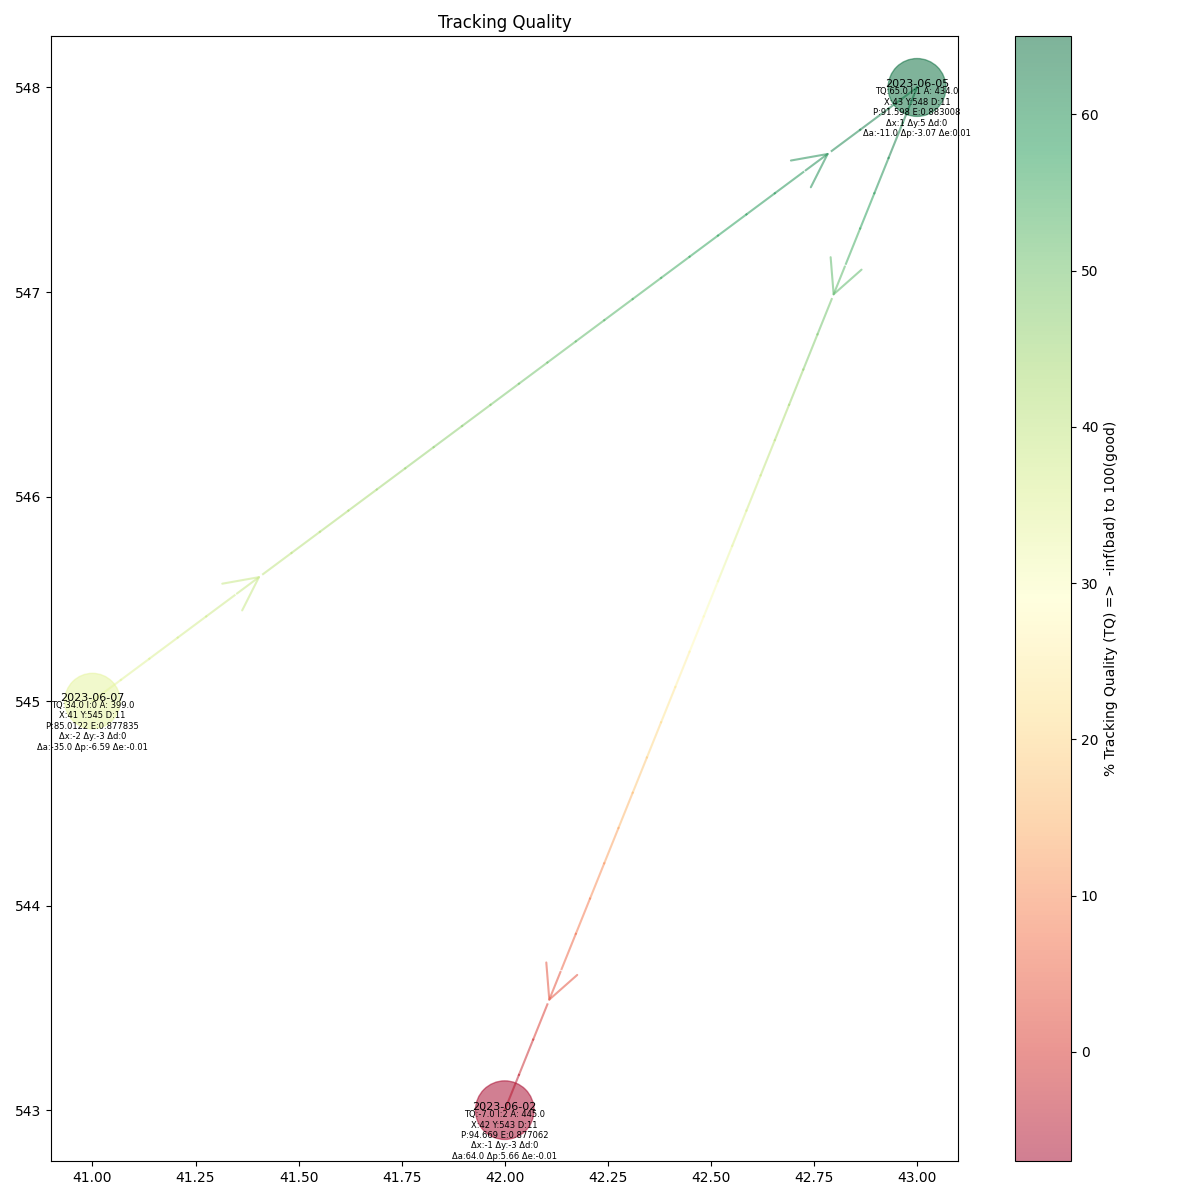 Tracking Quality
548
547
546
545
544
543
41.00
41.25
41.50
41.75
42.00
42.25
42.50
42.75
43.00
2023-06-05
TQ:65.0 I:1 A: 434.0
X:43 Y:548 D:11
P:91.598 E:0.883008
Δx:1 Δy:5 Δd:0
Δa:-11.0 Δp:-3.07 Δe:0.01
2023-06-07
TQ:34.0 I:0 A: 399.0
X:41 Y:545 D:11
P:85.0122 E:0.877835
Δx:-2 Δy:-3 Δd:0
Δa:-35.0 Δp:-6.59 Δe:-0.01
2023-06-02
TQ:-7.0 I:2 A: 445.0
X:42 Y:543 D:11
P:94.669 E:0.877062
Δx:-1 Δy:-3 Δd:0
Δa:64.0 Δp:5.66 Δe:-0.01
60
50
40
30
20
10
0
% Tracking Quality (TQ) => -inf(bad) to 100(good)